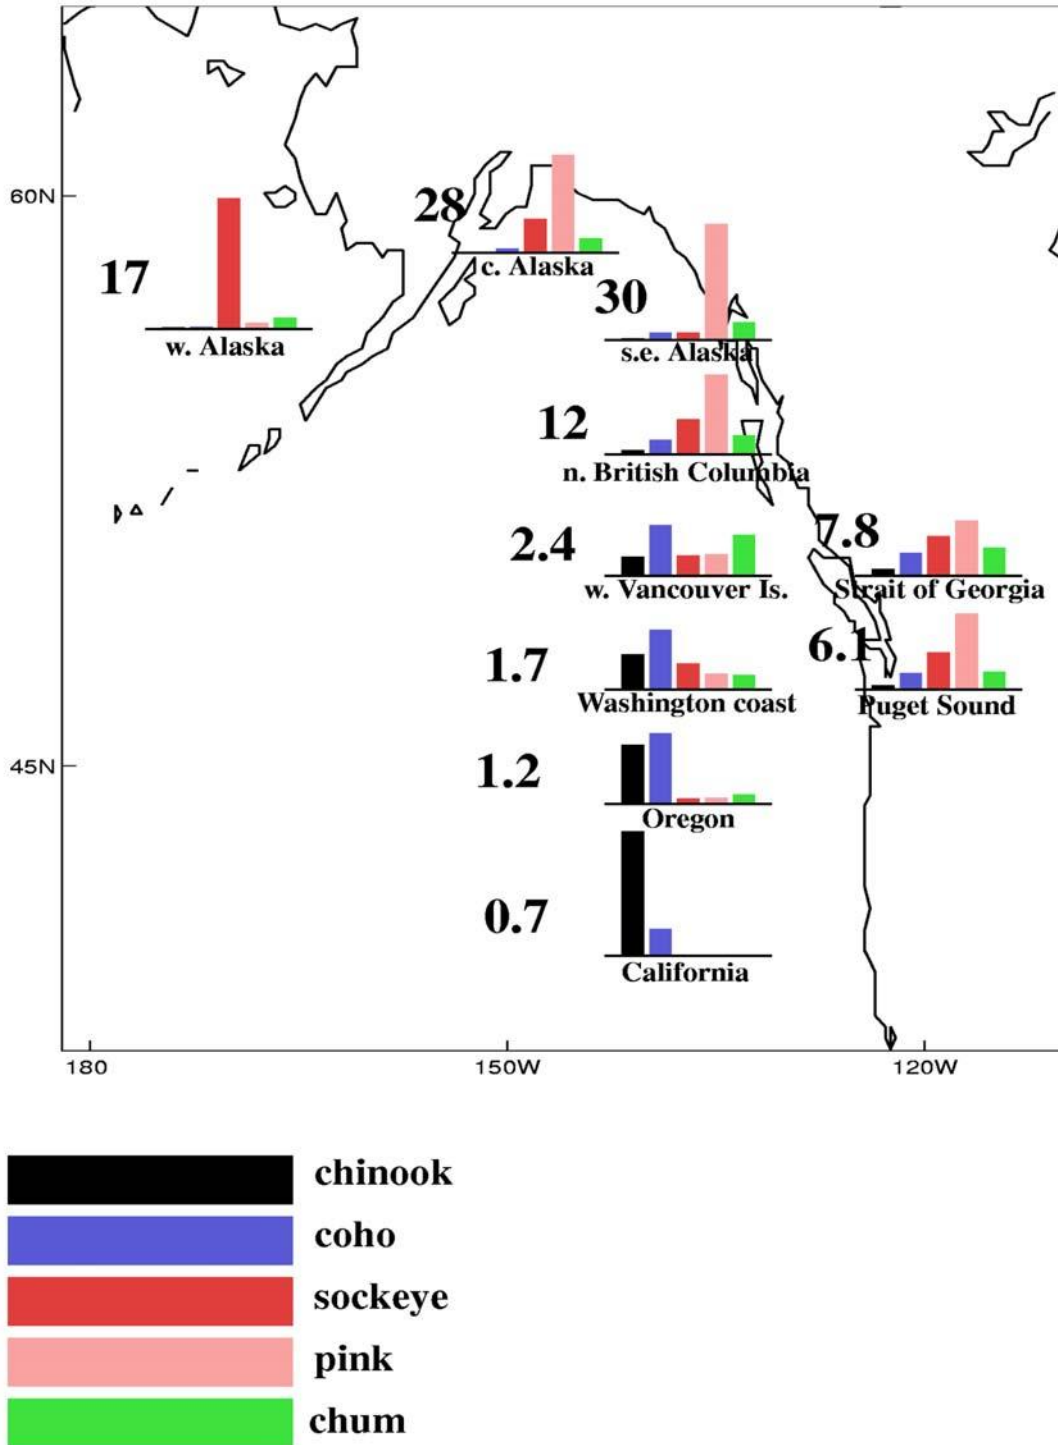 60N
28
c. Alaska
17
w. Alaska
30
s.e. Alaska
12
n. British Columbia
2.4
w. Vancouver Is.
7.8
Strait of Georgia
1.7
Washington coast
6.1
Puget Sound
45N
1.2
Oregon
0.7
California
180
150W
120W
chinook
coho
sockeye
pink
chum